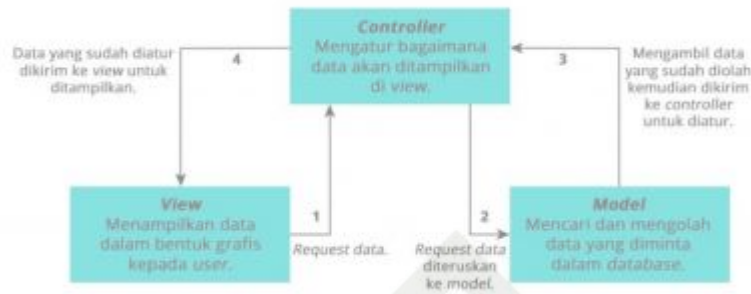 Controller
Mengatur bagaimana
data akan ditampilkan
di view.
Data yang sudah diatur
dikirim ke view untuk
ditampilkan.
4
3
Mengambil data
yang sudah diolah
kemudian dikirim
ke controller
untuk diatur.
View
Menampilkan data
dalam bentuk grafis
kepada user.
1
Request data.
2
Request data
diteruskan
ke model.
Model
Mencari dan mengolah
data yang diminta
dalam database.